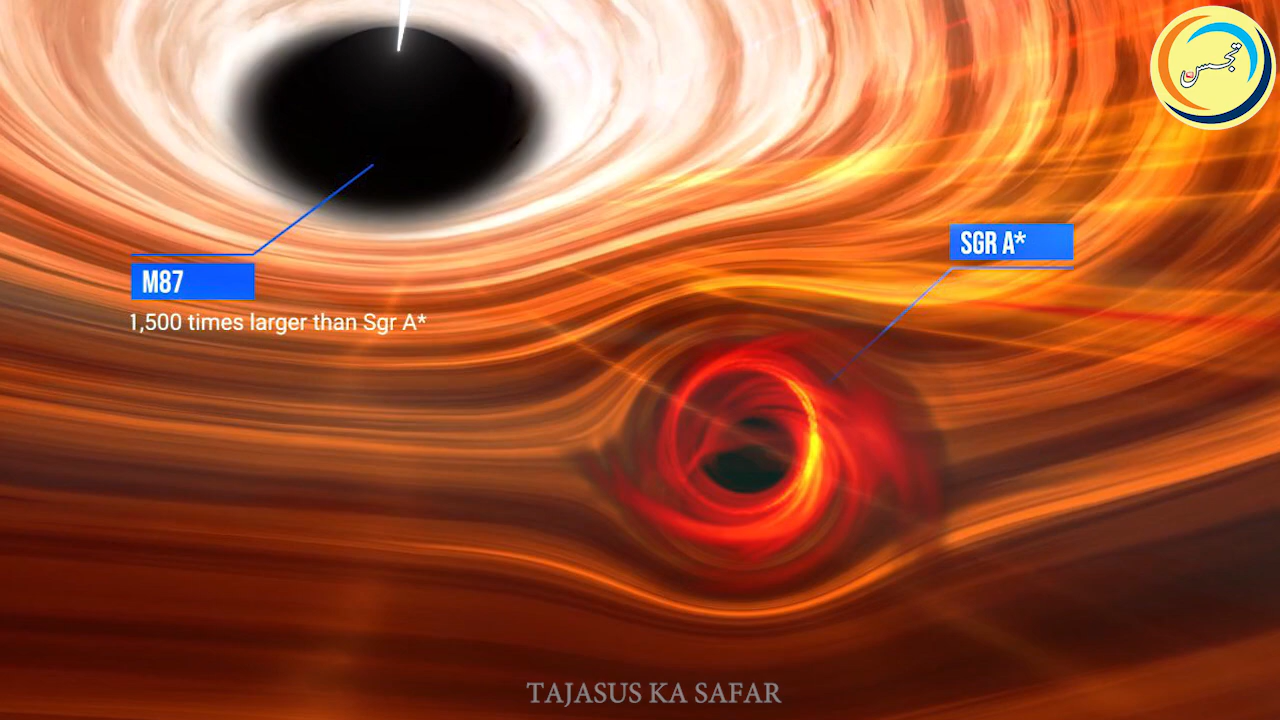 تجسس
SGR A*
M87
1,500 times larger than Sgr A*
TAJASUS KA SAFAR